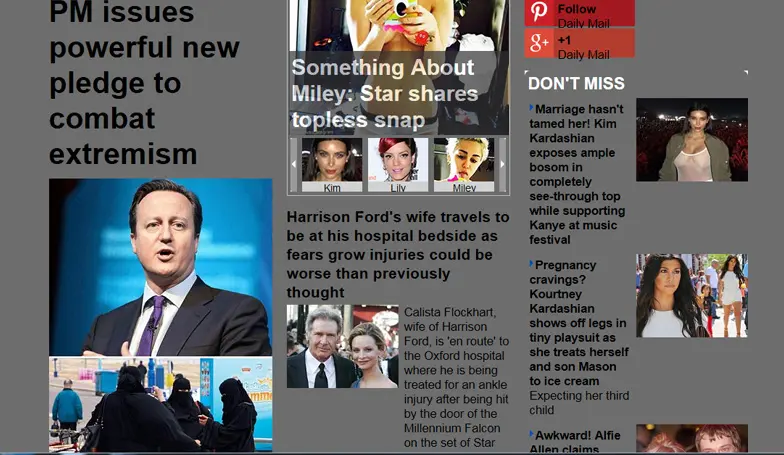 PM issues
powerful new
pledge to
combat
extremism
Something About
Miley: Star shares
topless snap
Kim
Lily
Miley
Harrison Ford's wife travels to
be at his hospital bedside as
fears grow injuries could be
worse than previously
thought
Calista Flockhart,
wife of Harrison
Ford, is 'en route' to
the Oxford hospital
where he is being
treated for an ankle
injury after being hit
by the door of the
Millennium Falcon
on the set of Star
Follow
Daily Mail
+1
Daily Mail
DON'T MISS
Marriage hasn't
tamed her! Kim
Kardashian
exposes ample
bosom in
completely
see-through top
while supporting
Kanye at music
festival
Pregnancy
cravings?
Kourtney
Kardashian
shows off legs in
tiny playsuit as
she treats herself
and son Mason
to ice cream
Expecting her third
child
Awkward! Alfie
Allen claims